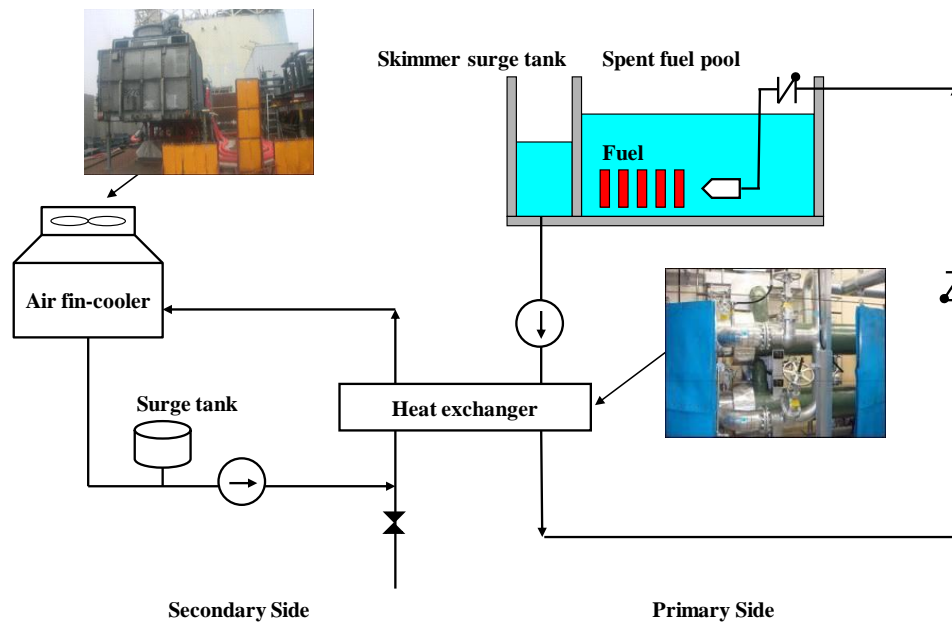 Skimmer surge tank
Spent fuel pool
Fuel
Air fin-cooler
Surge tank
Heat exchanger
Secondary Side
Primary Side